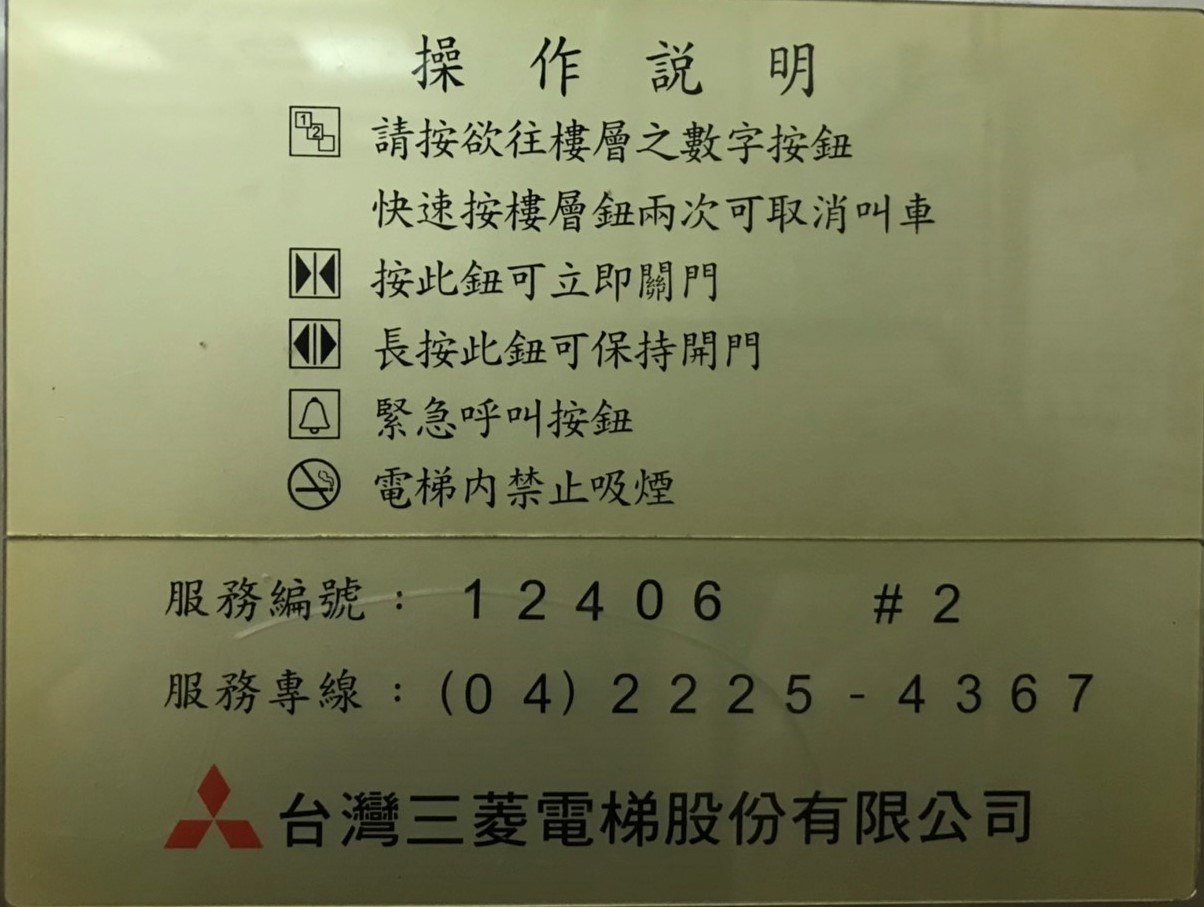 操作説明
請按欲往樓層之數字按鈕
快速按樓層鈕兩次可取消叫車
按此鈕可立即關門
長按此鈕可保持開門
緊急呼叫按鈕
電梯内禁止吸煙
服務編號：12406 #2
服務專線：(04)2225-4367
台灣三菱電梯股份有限公司